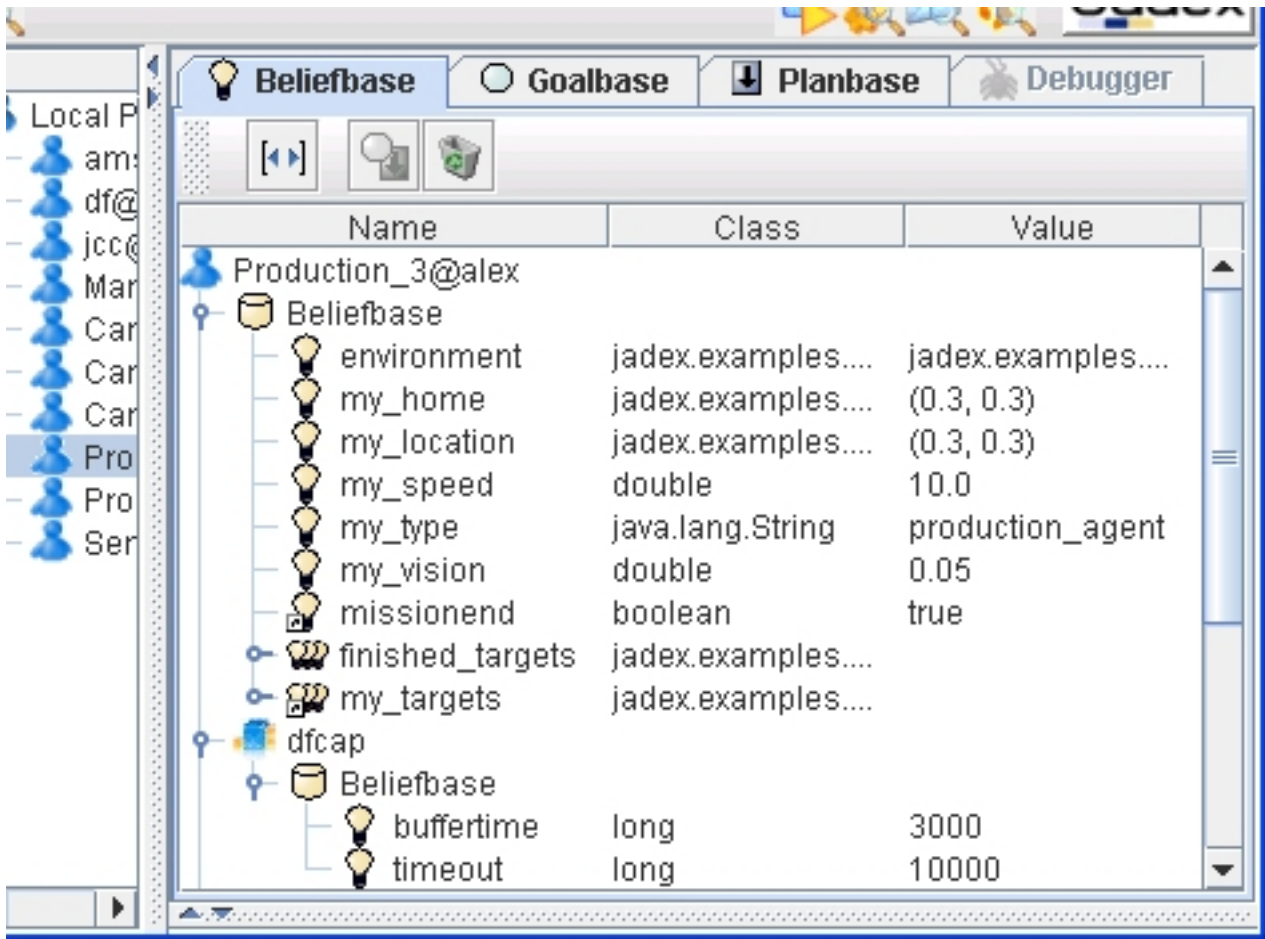 Jadex
Beliefbase Goalbase Planbase Debugger
Local P
ams
df@
jcc@
Mar
Car
Car
Car
Pro
Pro
Ser
Name Class Value
Production_3@alex
Beliefbase
environment jadex.examples.... jadex.examples....
my_home jadex.examples.... (0.3, 0.3)
my_location jadex.examples.... (0.3, 0.3)
my_speed double 10.0
my_type java.lang.String production_agent
my_vision double 0.05
missionend boolean true
finished_targets jadex.examples....
my_targets jadex.examples....
dfcap
Beliefbase
buffertime long 3000
timeout long 10000